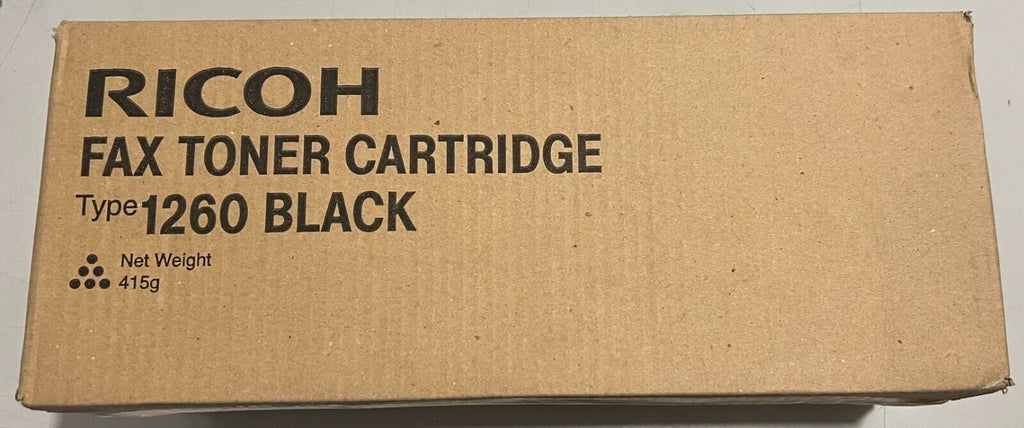 RICOH
FAX TONER CARTRIDGE
Type 1260 BLACK
Net Weight
415g